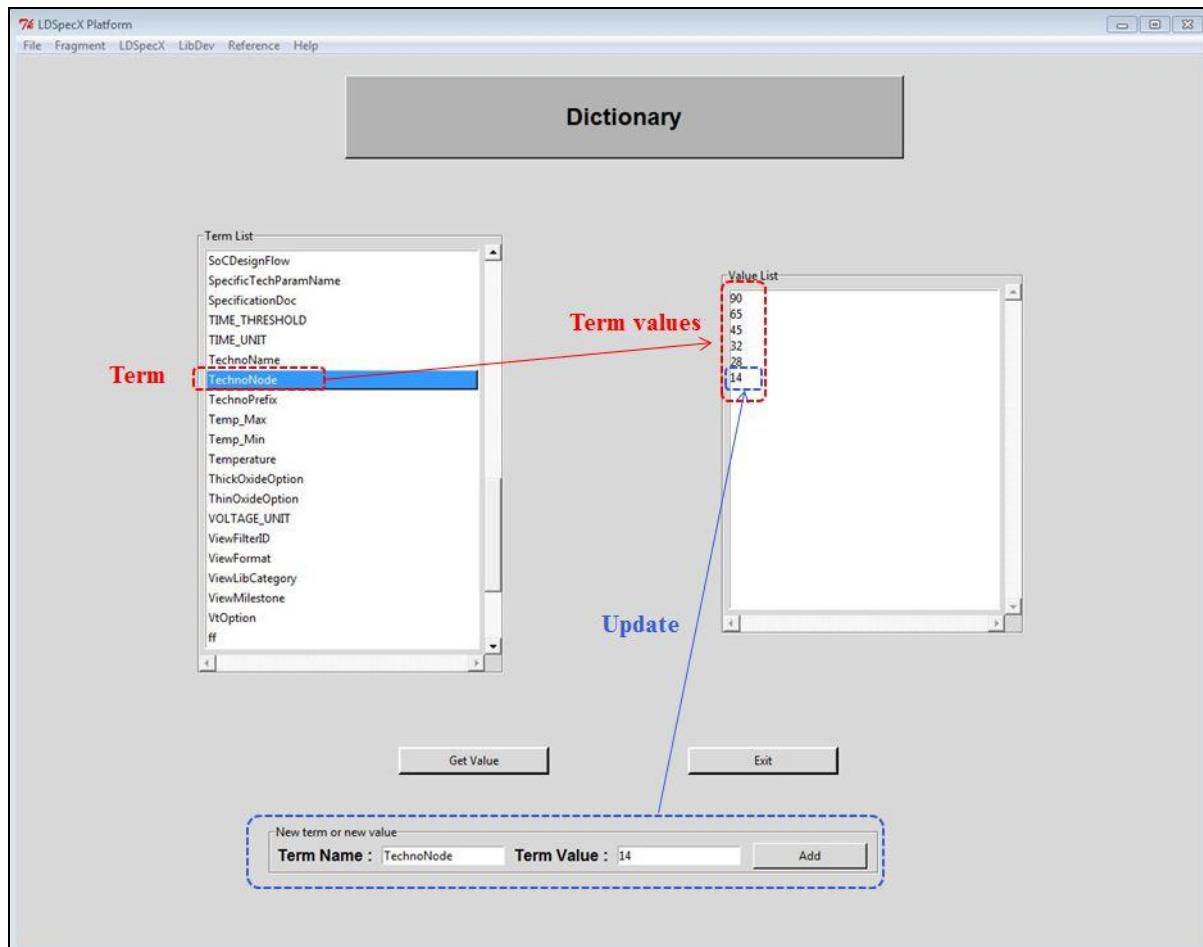 LDSpecX Platform
File Fragment LDSpecX LibDev Reference Help
Dictionary
Term List
SoCDesignFlow
SpecificTechParamName
SpecificationDoc
TIME_THRESHOLD
TIME_UNIT
TechnoName
Term
TechnoNode
TechnoPrefix
Temp_Max
Temp_Min
Temperature
ThickOxideOption
ThinOxideOption
VOLTAGE_UNIT
ViewFilterID
ViewFormat
ViewLibCategory
ViewMilestone
VtOption
ff
Term values
Value List
90
65
45
32
28
14
Update
Get Value
Exit
New term or new value
Term Name : TechnoNode Term Value : 14 Add